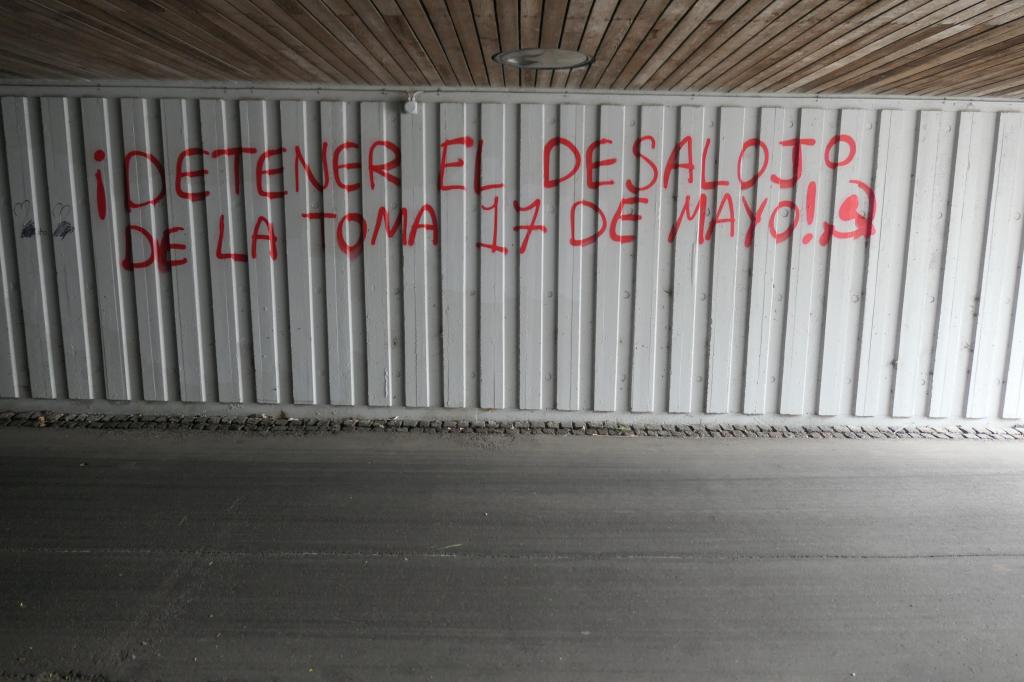 ¡DETENER EL DESALOJO
DE LA TOMA 17 DE MAYO!